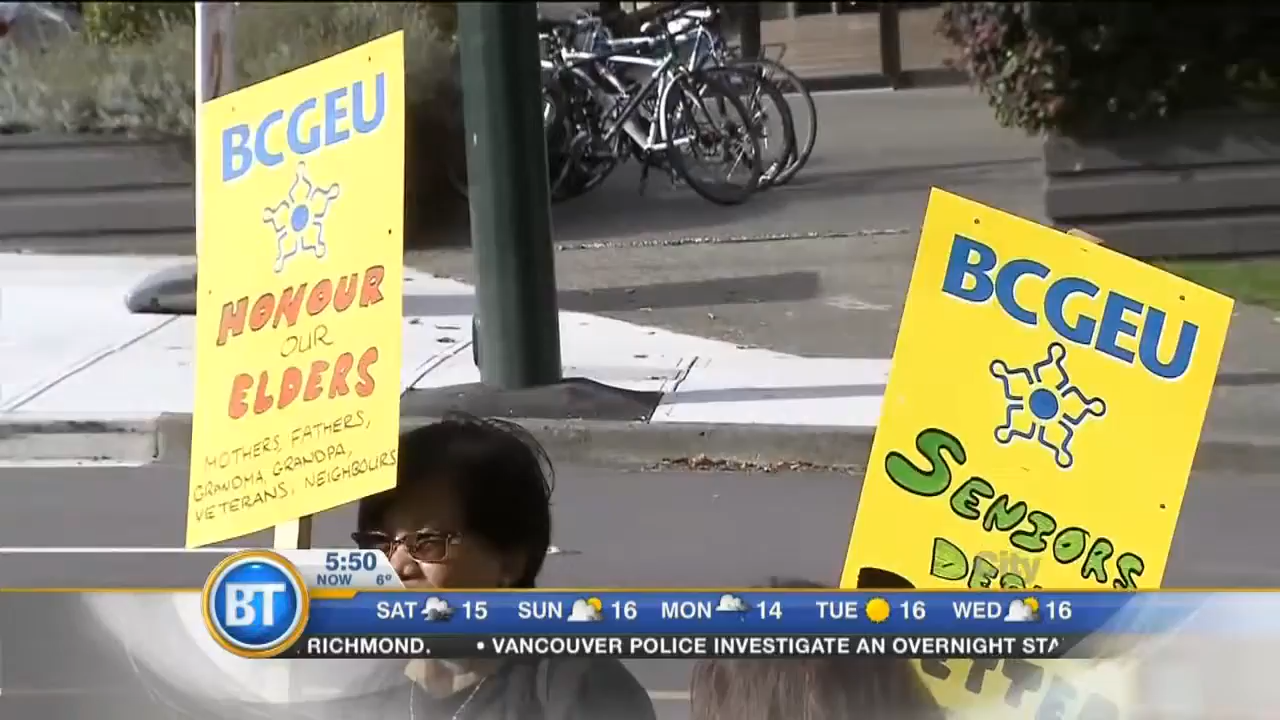 BCGEU
HONOUR
OUR
ELDERS
MOTHERS, FATHERS,
GRANDMA, GRANDPA,
VETERANS, NEIGHBOURS
BCGEU
SENIORS
City
5:50
NOW 6°
BT
SAT 15 SUN 16 MON 14 TUE 16 WED 16
RICHMOND. • VANCOUVER POLICE INVESTIGATE AN OVERNIGHT